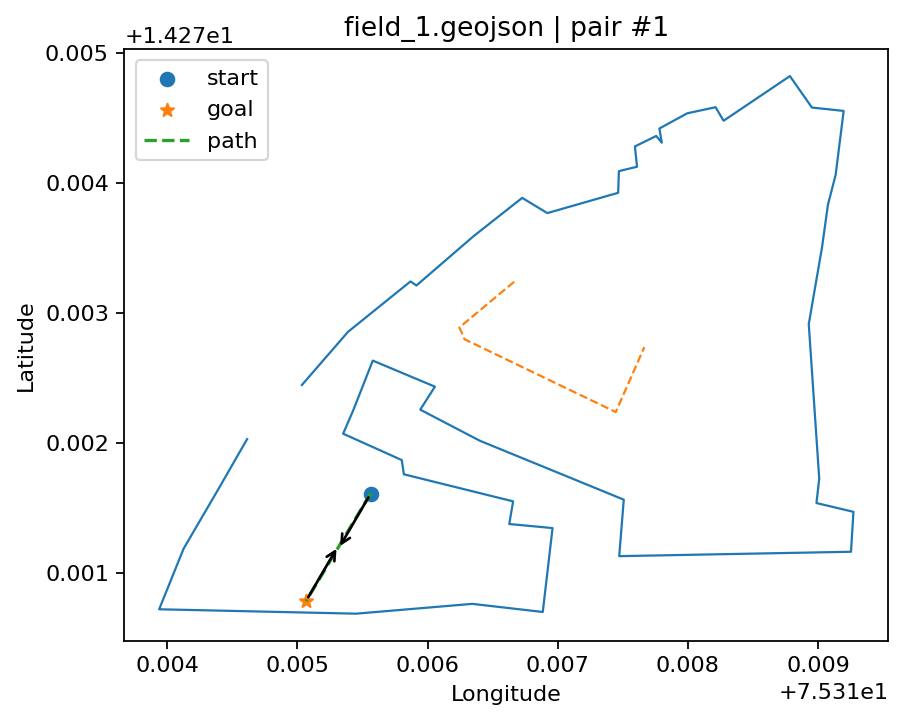 field_1.geojson | pair #1
+1.427e1
0.005
0.004
0.003
0.002
0.001
Latitude
start
goal
path
0.004 0.005 0.006 0.007 0.008 0.009
+7.531e1
Longitude